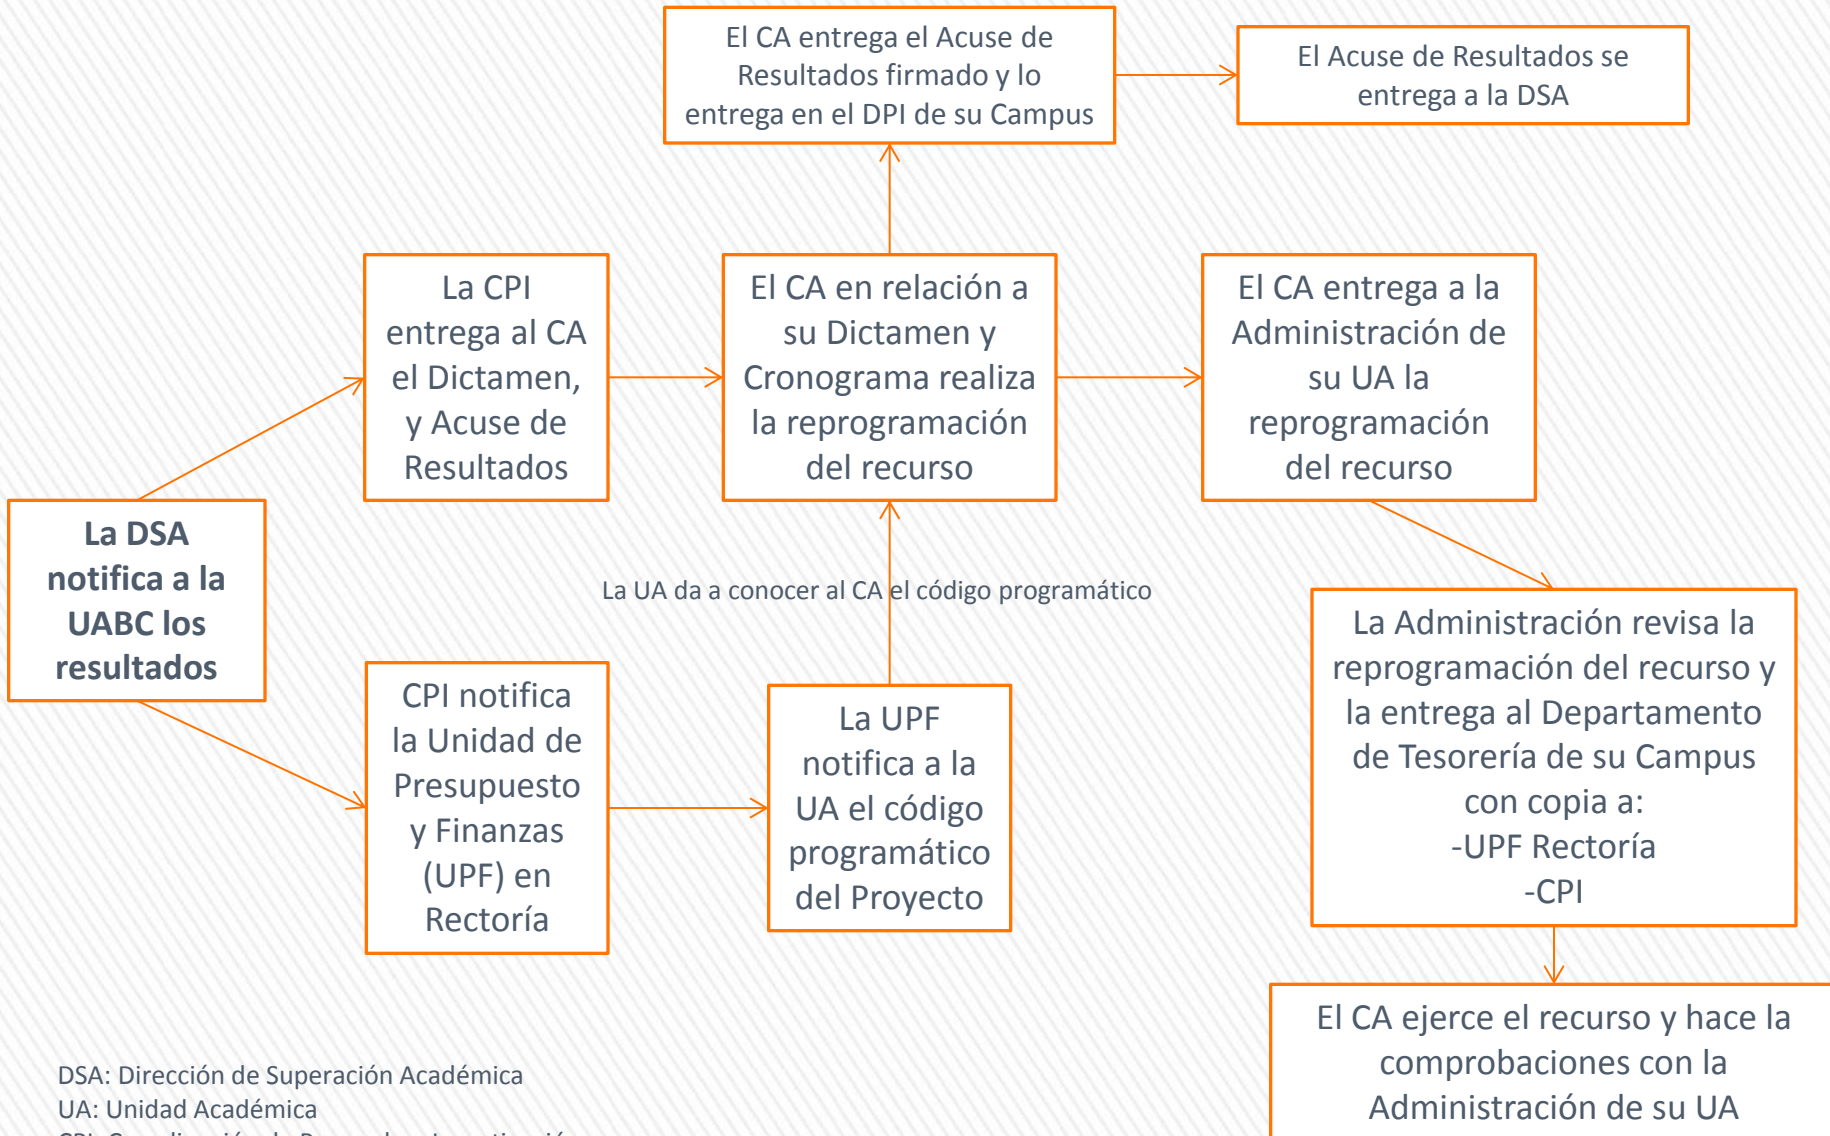 El CA entrega el Acuse de
Resultados firmado y lo
entrega en el DPI de su Campus
El Acuse de Resultados se
entrega a la DSA
La CPI
entrega al CA
el Dictamen,
y Acuse de
Resultados
El CA en relación a
su Dictamen y
Cronograma realiza
la reprogramación
del recurso
El CA entrega a la
Administración de
su UA la
reprogramación
del recurso
La DSA
notifica a la
UABC los
resultados
La UA da a conocer al CA el código programático
CPI notifica
la Unidad de
Presupuesto
y Finanzas
(UPF) en
Rectoría
La UPF
notifica a la
UA el código
programático
del Proyecto
La Administración revisa la
reprogramación del recurso y
la entrega al Departamento
de Tesorería de su Campus
con copia a:
-UPF Rectoría
-CPI
El CA ejerce el recurso y hace la
comprobaciones con la
Administración de su UA
DSA: Dirección de Superación Académica
UA: Unidad Académica